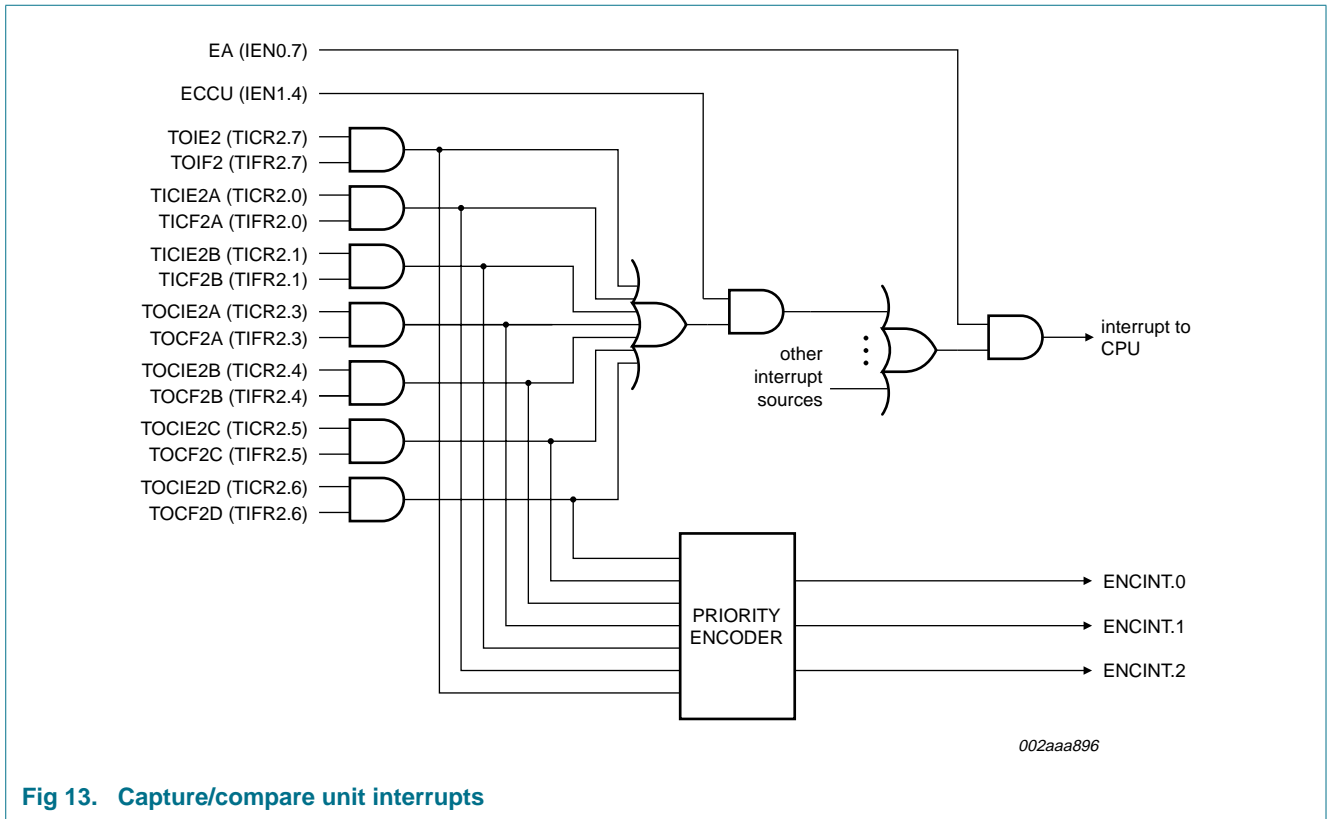 EA (IEN0.7)
ECCU (IEN1.4)
TOIE2 (TICR2.7)
TOIF2 (TIFR2.7)
TICIE2A (TICR2.0)
TICF2A (TIFR2.0)
TICIE2B (TICR2.1)
TICF2B (TIFR2.1)
TOCIE2A (TICR2.3)
TOCF2A (TIFR2.3)
TOCIE2B (TICR2.4)
TOCF2B (TIFR2.4)
TOCIE2C (TICR2.5)
TOCF2C (TIFR2.5)
TOCIE2D (TICR2.6)
TOCF2D (TIFR2.6)
other
interrupt
sources
interrupt to
CPU
PRIORITY
ENCODER
ENCINT.0
ENCINT.1
ENCINT.2
002aaa896
Fig 13. Capture/compare unit interrupts